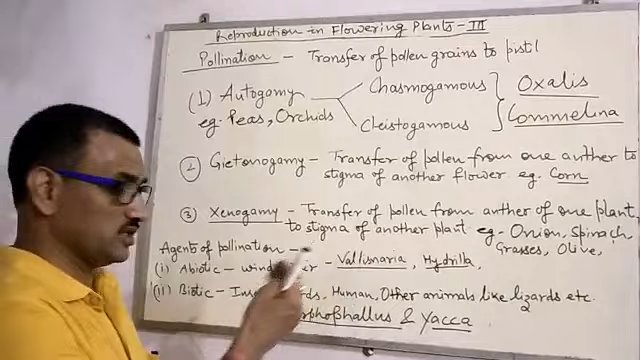 Reproduction in Flowering Plants-III
Pollination - Transfer of pollen grains to pistil
(1) Autogamy
eg. Peas, Orchids
Chasmogamous
Cleistogamous
Oxalis
Commelina
(2) Gietonogamy - Transfer of pollen from one anther to
stigma of another flower eg. Corn
(3) Xenogamy - Transfer of pollen from anther of one plant
to stigma of another plant eg- Onion, Spinach,
Grasses, Olive,
Agents of pollination -
(i) Abiotic - wind - Vallisnaria, Hydrilla,
(ii) Biotic - Human, Other animals like lizards etc.
& Yacca